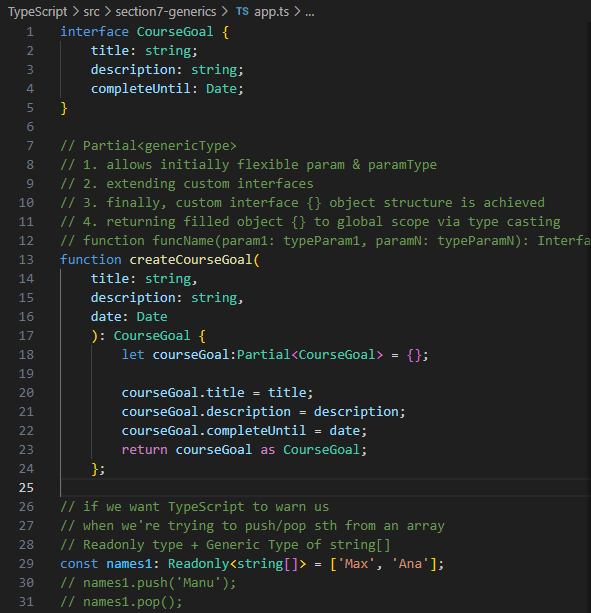 TypeScript > src > section7-generics > TS app.ts > ...
1 interface CourseGoal {
2 title: string;
3 description: string;
4 completeUntil: Date;
5 }
6
7 // Partial<genericType>
8 // 1. allows initially flexible param & paramType
9 // 2. extending custom interfaces
10 // 3. finally, custom interface {} object structure is achieved
11 // 4. returning filled object {} to global scope via type casting
12 // function funcName(param1: typeParam1, paramN: typeParamN): Interfa
13 function createCourseGoal(
14 title: string,
15 description: string,
16 date: Date
17 ): CourseGoal {
18 let courseGoal:Partial<CourseGoal> = {};
19
20 courseGoal.title = title;
21 courseGoal.description = description;
22 courseGoal.completeUntil = date;
23 return courseGoal as CourseGoal;
24 };
25
26 // if we want TypeScript to warn us
27 // when we're trying to push/pop sth from an array
28 // Readonly type + Generic Type of string[]
29 const names1: Readonly<string[]> = ['Max', 'Ana'];
30 // names1.push('Manu');
31 // names1.pop();